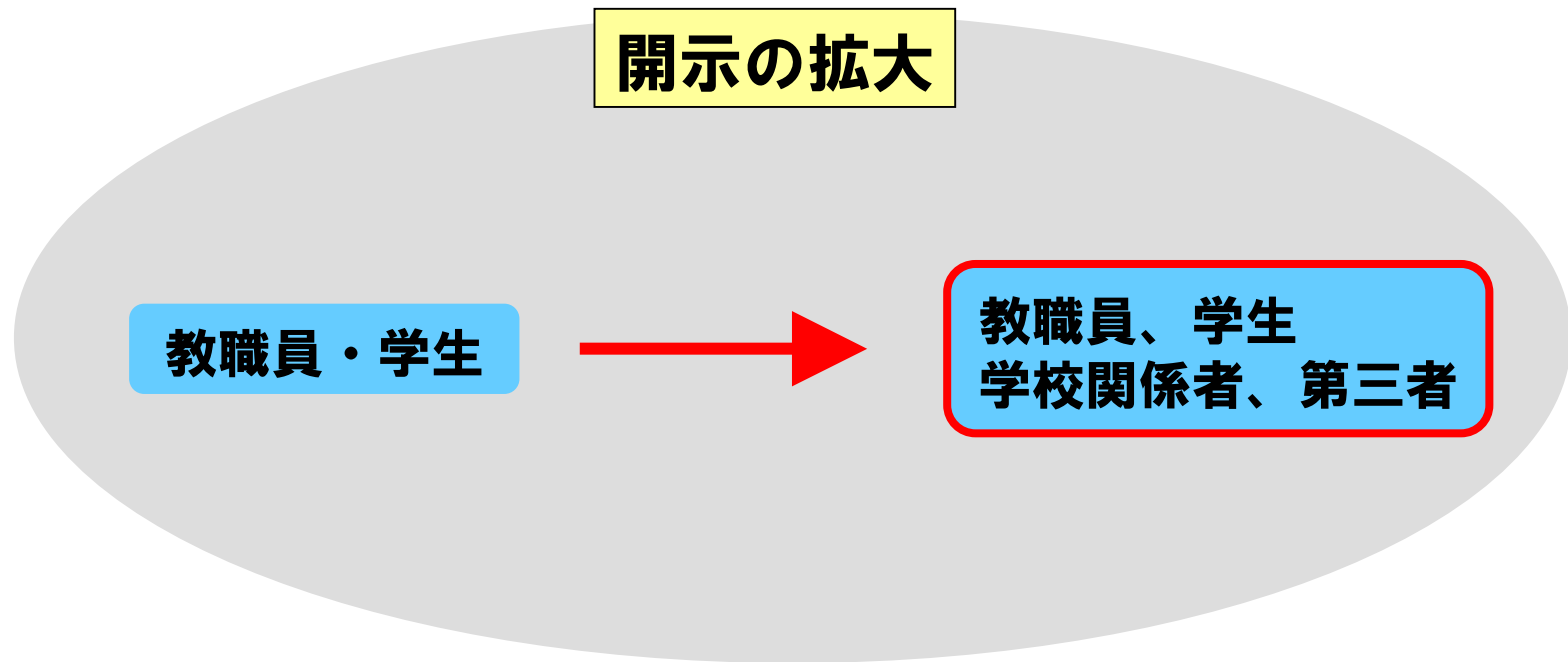 開示の拡大
教職員・学生
教職員、学生
学校関係者、第三者